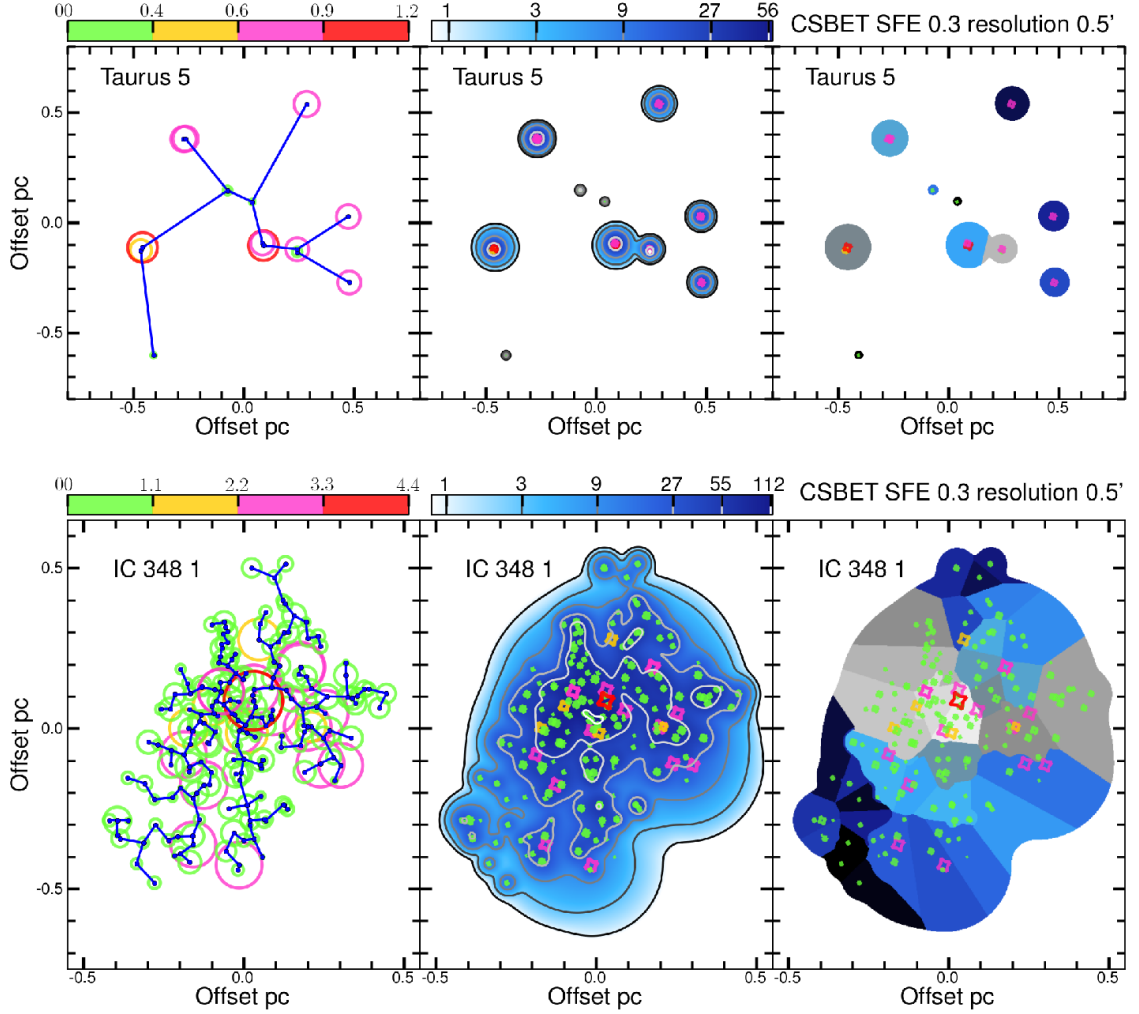 00 0.4 0.6 0.9 1.2
1 3 9 27 56
CSBET SFE 0.3 resolution 0.5'
Taurus 5
Taurus 5
Taurus 5
Offset pc
0.5
0.0
-0.5
-0.5 0.0 0.5
-0.5 0.0 0.5
-0.5 0.0 0.5
Offset pc
Offset pc
Offset pc
00 1.1 2.2 3.3 4.4
1 3 9 27 55 112
CSBET SFE 0.3 resolution 0.5'
IC 348 1
IC 348 1
IC 348 1
Offset pc
0.5
0.0
-0.5
-0.5 0.0 0.5
0.0
-0.5 0.0 0.5
Offset pc
Offset pc
Offset pc